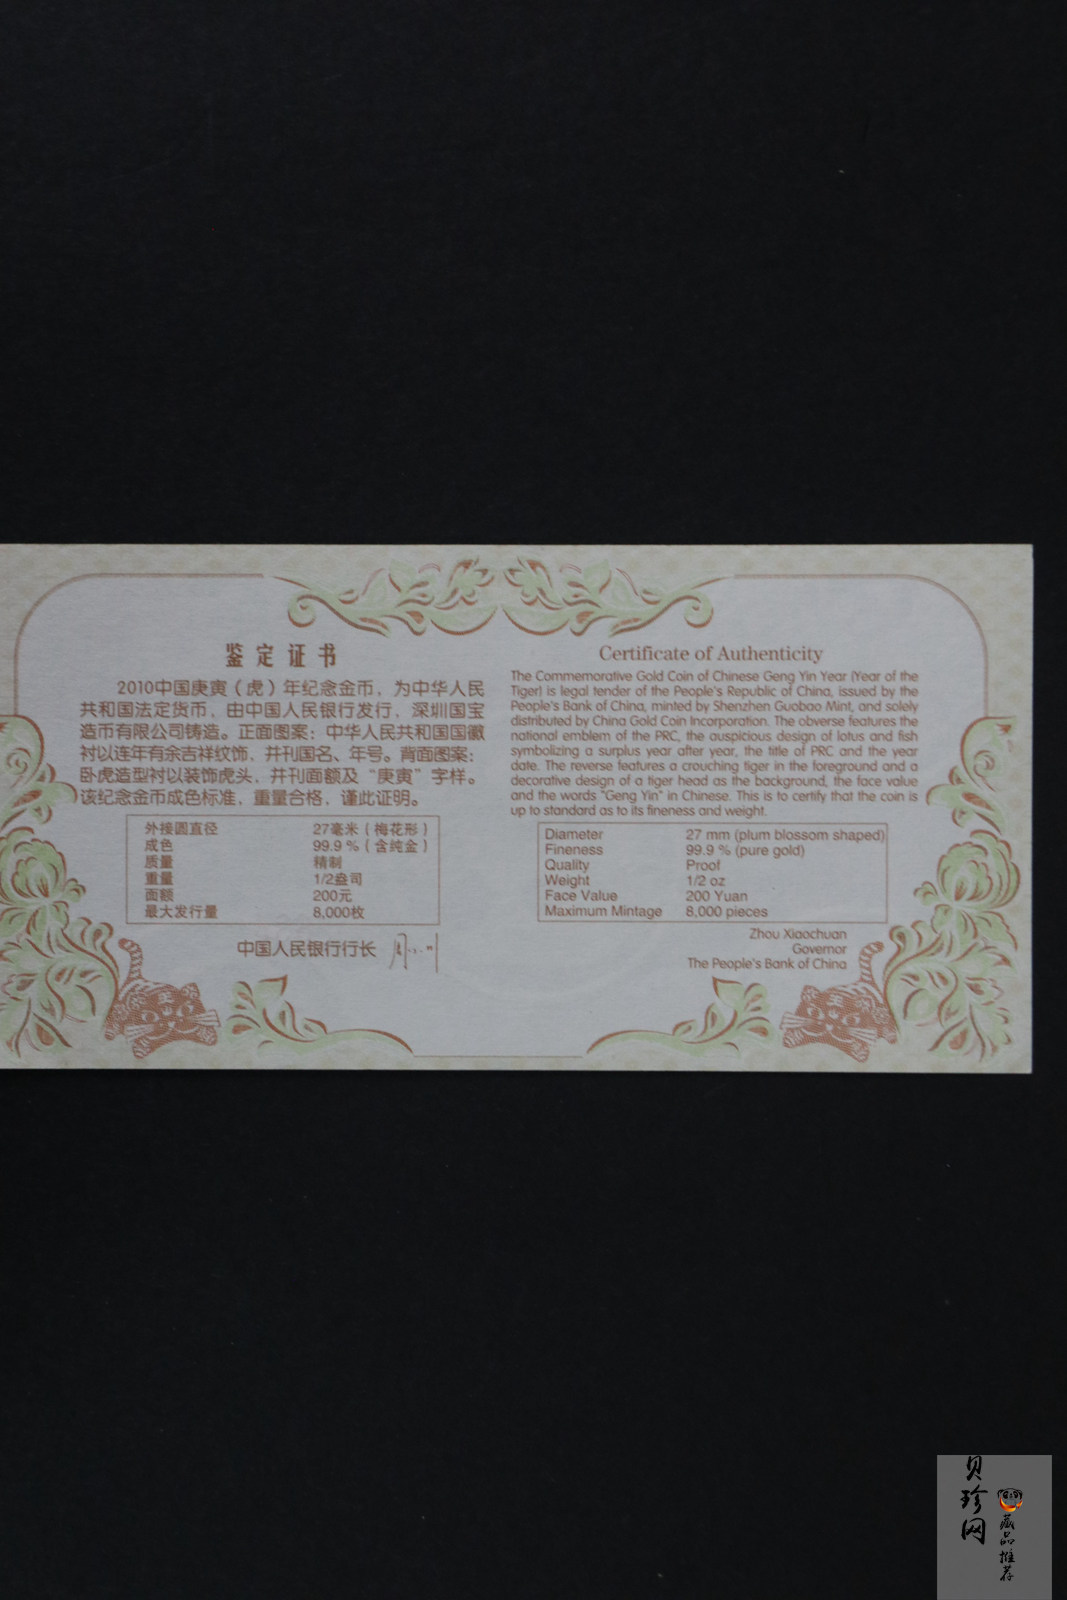 鉴定证书
2010中国庚寅（虎）年纪念金币，为中华人民
共和国法定货币，由中国人民银行发行，深圳国宝
造币有限公司铸造。正面图案：中华人民共和国国徽
衬以连年有余吉祥纹饰，并刊国名、年号。背面图案：
卧虎造型衬以装饰虎头，并刊面额及“庚寅”字样。
该纪念金币成色标准，重量合格，谨此证明。
外接圆直径 27毫米（梅花形）
成色 99.9％（含纯金）
质量 精制
重量 1/2盎司
面额 200元
最大发行量 8,000枚
中国人民银行行长
Certificate of Authenticity
The Commemorative Gold Coin of Chinese Geng Yin Year (Year of the
Tiger) is legal tender of the People's Republic of China, issued by the
People's Bank of China, minted by Shenzhen Guobao Mint, and solely
distributed by China Gold Coin Incorporation. The obverse features the
national emblem of the PRC, the auspicious design of lotus and fish
symbolizing a surplus year after year, the title of PRC and the year
date. The reverse features a crouching tiger in the foreground and a
decorative design of a tiger head as the background, the face value
and the words "Geng Yin" in Chinese. This is to certify that the coin is
up to standard as to its fineness and weight.
Diameter 27 mm (plum blossom shaped)
Fineness 99.9 % (pure gold)
Quality Proof
Weight 1/2 oz
Face Value 200 Yuan
Maximum Mintage 8,000 pieces
Zhou Xiaochuan
Governor
The People's Bank of China
王
王
贝珍网
藏品推荐